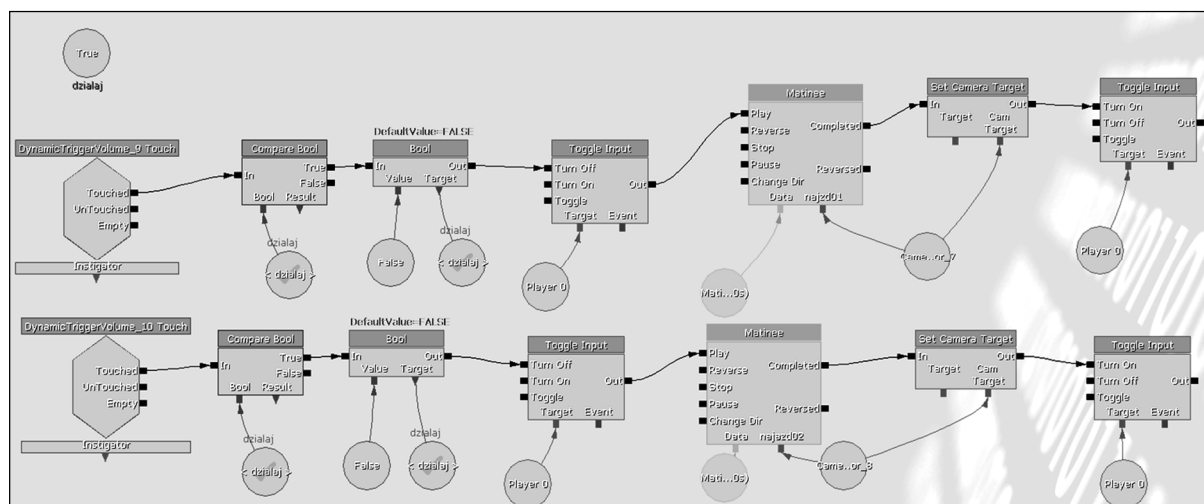 True
dzialaj
DynamicTriggerVolume_9 Touch
Touched
UnTouched
Empty
Instigator
Compare Bool
In
True
False
Bool Result
dzialaj
< dzialaj >
DefaultValue=FALSE
Bool
In Out
Value Target
False
dzialaj
< dzialaj >
Toggle Input
Turn Off
Turn On
Toggle
Out
Target Event
Player 0
Matinee
Play
Reverse
Stop
Pause
Change Dir
Completed
Reversed
Data najzd01
Mati...0s)
Set Camera Target
In Out
Target Cam
Target
Came...or_7
Toggle Input
Turn On
Turn Off
Toggle
Out
Target Event
Player 0
DynamicTriggerVolume_10 Touch
Touched
UnTouched
Empty
Instigator
Compare Bool
In
True
False
Bool Result
dzialaj
< dzialaj >
DefaultValue=FALSE
Bool
In Out
Value Target
False
dzialaj
< dzialaj >
Toggle Input
Turn Off
Turn On
Toggle
Out
Target Event
Player 0
Matinee
Play
Reverse
Stop
Pause
Change Dir
Completed
Reversed
Data najazd02
Mati...0s)
Set Camera Target
In Out
Target Cam
Target
Came...or_8
Toggle Input
Turn On
Turn Off
Toggle
Out
Target Event
Player 0